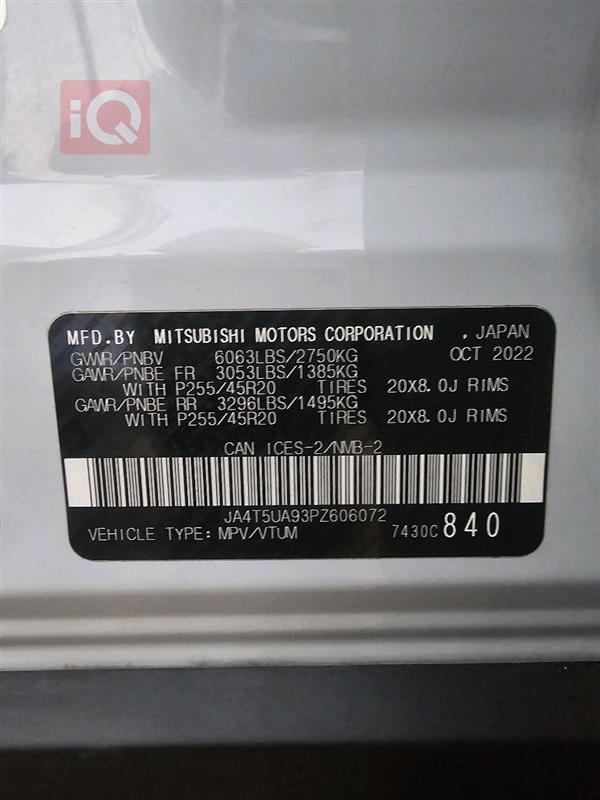 iQ
MFD.BY MITSUBISHI MOTORS CORPORATION , JAPAN
GVWR/PNBV 6063LBS/2750KG OCT 2022
GAWR/PNBE FR 3053LBS/1385KG
WITH P255/45R20 TIRES 20X8.0J RIMS
GAWR/PNBE RR 3296LBS/1495KG
WITH P255/45R20 TIRES 20X8.0J RIMS
CAN ICES-2/NMB-2
JA4T5UA93PZ606072
VEHICLE TYPE:MPV/VTUM 7430C 840